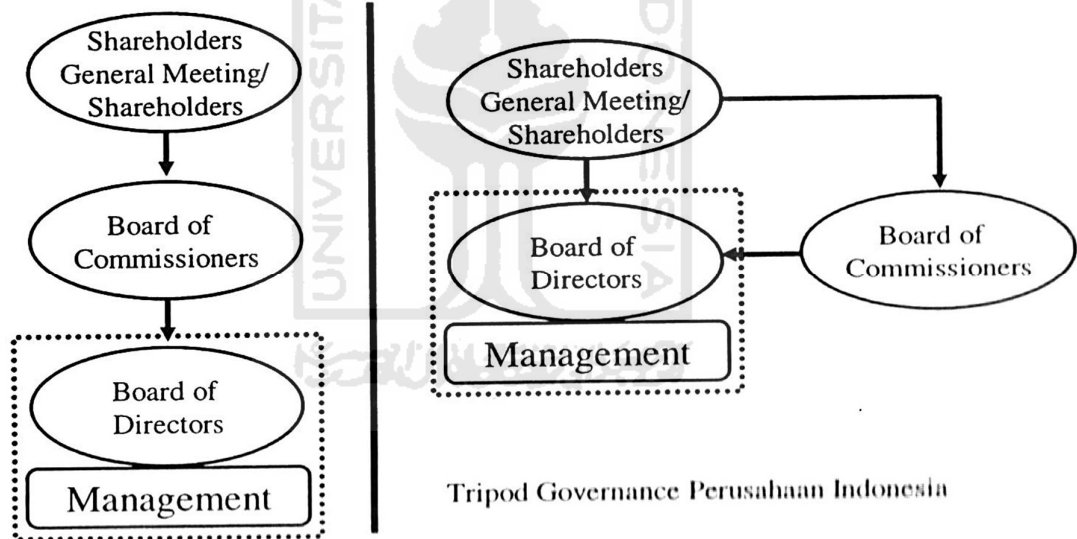 Shareholders
General Meeting/
Shareholders
Board of
Commissioners
Board of
Directors
Management
Shareholders
General Meeting/
Shareholders
Board of
Directors
Management
Board of
Commissioners
Tripod Governance Perusahaan Indonesia
UNIVERSITA